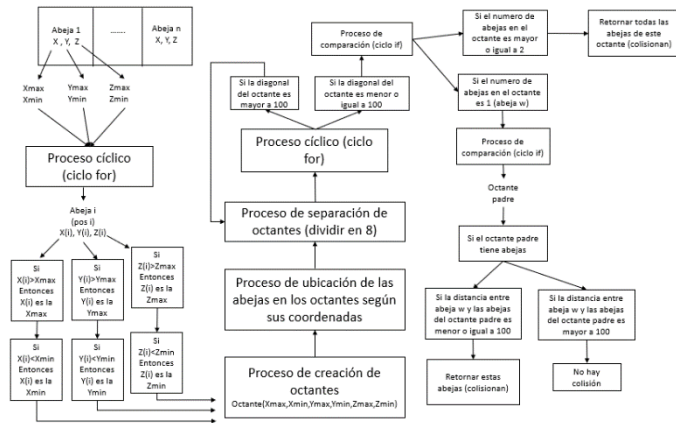 Abeja 1
X , Y, Z
.......
Abeja n
X, Y, Z
Xmax
Xmin
Ymax
Ymin
Zmax
Zmin
Proceso cíclico
(ciclo for)
Abeja i
(pos i)
X(i), Y(i), Z(i)
Si
X(i)>Xmax
Entonces
X(i) es la
Xmax
Si
Y(i)>Ymax
Entonces
Y(i) es la
Ymax
Si
Z(i)>Zmax
Entonces
Z(i) es la
Zmax
Si
X(i)<Xmin
Entonces
X(i) es la
Xmin
Si
Y(i)<Ymin
Entonces
Y(i) es la
Ymin
Si
Z(i)<Zmin
Entonces
Z(i) es la
Zmin
Proceso de creación de
octantes
Octante{Xmax,Xmin,Ymax,Ymin,Zmax,Zmin}
Proceso de ubicación de las
abejas en los octantes según
sus coordenadas
Proceso de separación de
octantes (dividir en 8)
Proceso cíclico (ciclo
for)
Si la diagonal
del octante es
mayor a 100
Si la diagonal del
octante es menor o
igual a 100
Proceso de
comparación (ciclo if)
Si el numero de
abejas en el
octante es mayor
o igual a 2
Retornar todas las
abejas de este
octante (colisionan)
Si el numero de
abejas en el octante
es 1 (abeja w)
Proceso de
comparación (ciclo if)
Octante
padre
Si el octante padre
tiene abejas
Si la distancia entre
abeja w y las abejas
del octante padre es
menor o igual a 100
Si la distancia entre
abeja w y las abejas
del octante padre es
mayor a 100
Retornar estas
abejas (colisionan)
No hay
colisión